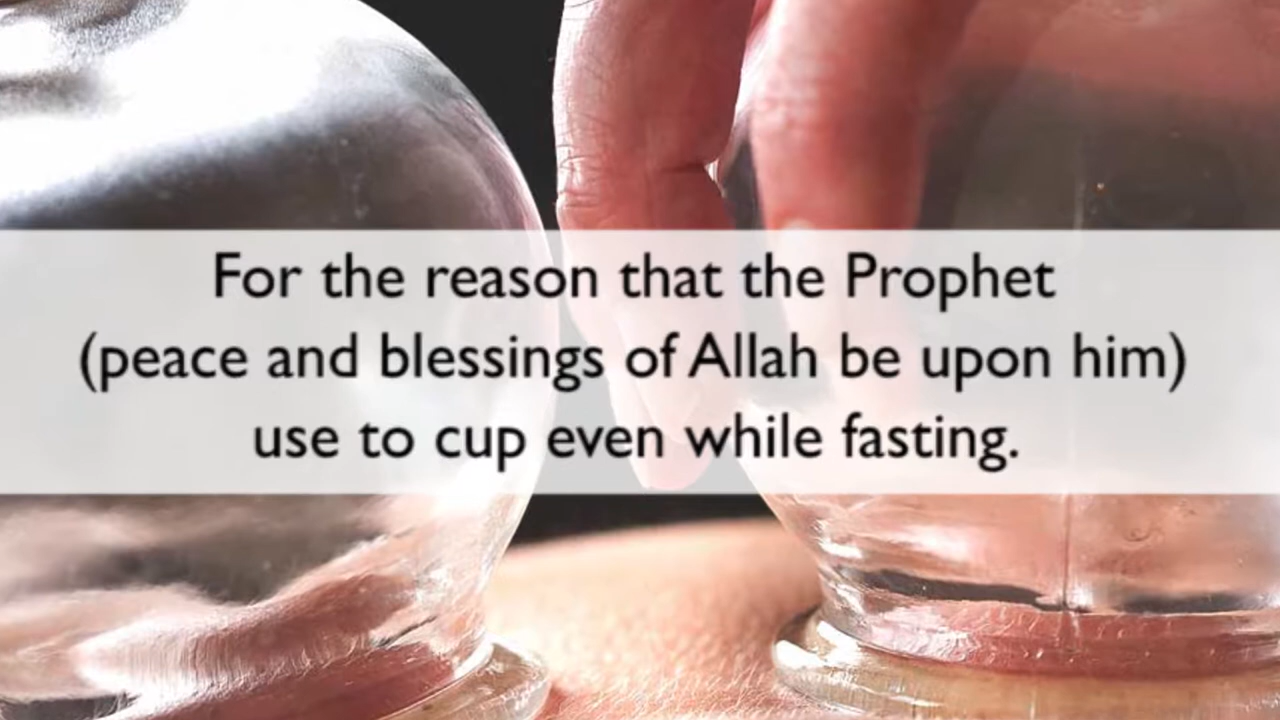 For the reason that the Prophet
(peace and blessings of Allah be upon him)
use to cup even while fasting.